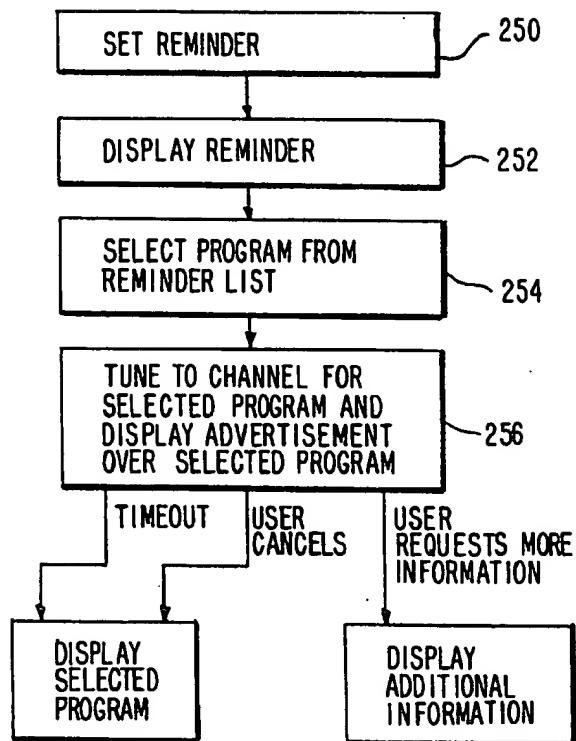 SET REMINDER
250
DISPLAY REMINDER
252
SELECT PROGRAM FROM
REMINDER LIST
254
TUNE TO CHANNEL FOR
SELECTED PROGRAM AND
DISPLAY ADVERTISEMENT
OVER SELECTED PROGRAM
256
TIMEOUT
USER
CANCELS
USER
REQUESTS MORE
INFORMATION
DISPLAY
SELECTED
PROGRAM
DISPLAY
ADDITIONAL
INFORMATION